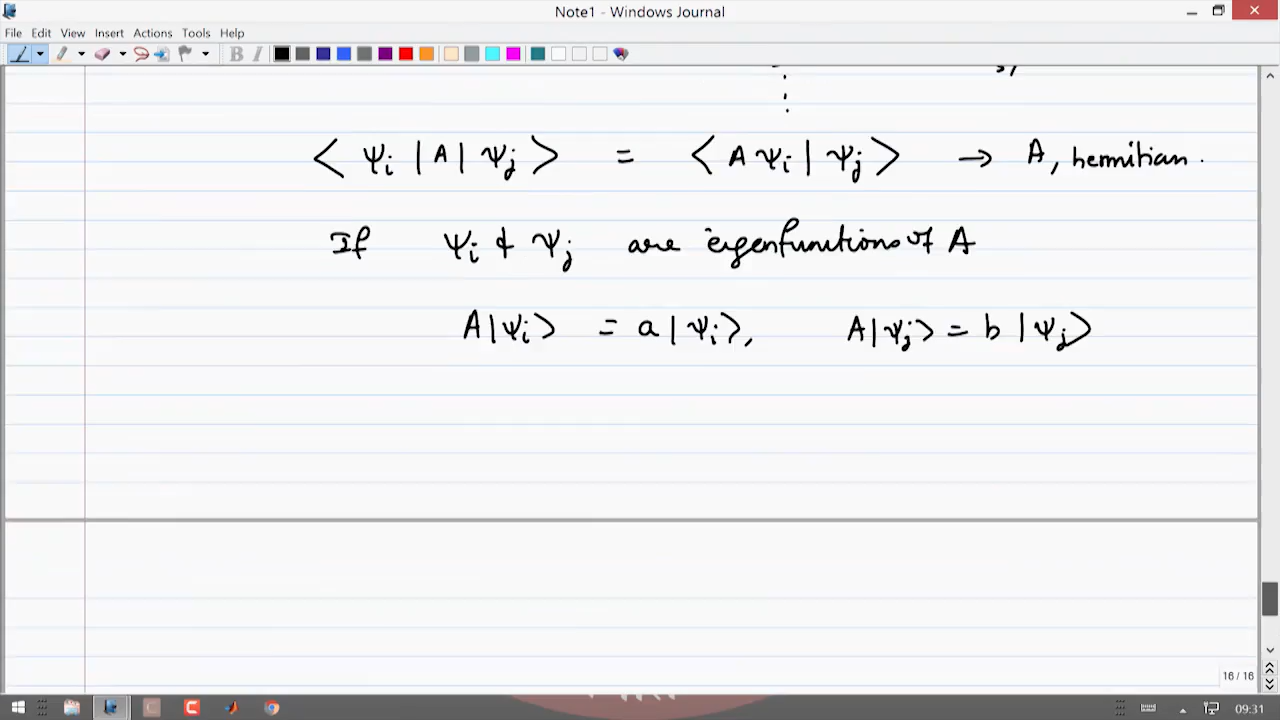 Note1 - Windows Journal
File Edit View Insert Actions Tools Help
B I
< Ψi | A | Ψj > = < A Ψi | Ψj > → A, hermitian.
If Ψi & Ψj are eigenfunctions of A
A|Ψi> = a|Ψi>, A|Ψj> = b|Ψj>
16 / 16
09:31